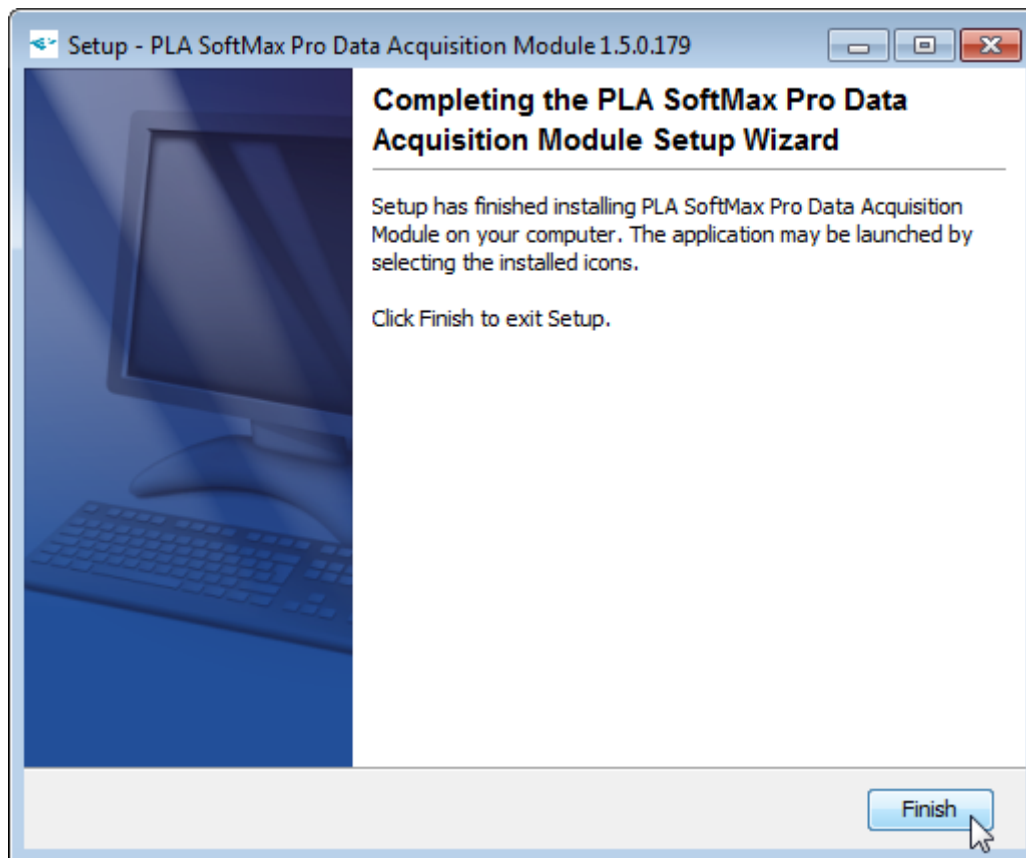 Setup - PLA SoftMax Pro Data Acquisition Module 1.5.0.179
Completing the PLA SoftMax Pro Data
Acquisition Module Setup Wizard
Setup has finished installing PLA SoftMax Pro Data Acquisition
Module on your computer. The application may be launched by
selecting the installed icons.
Click Finish to exit Setup.
Finish